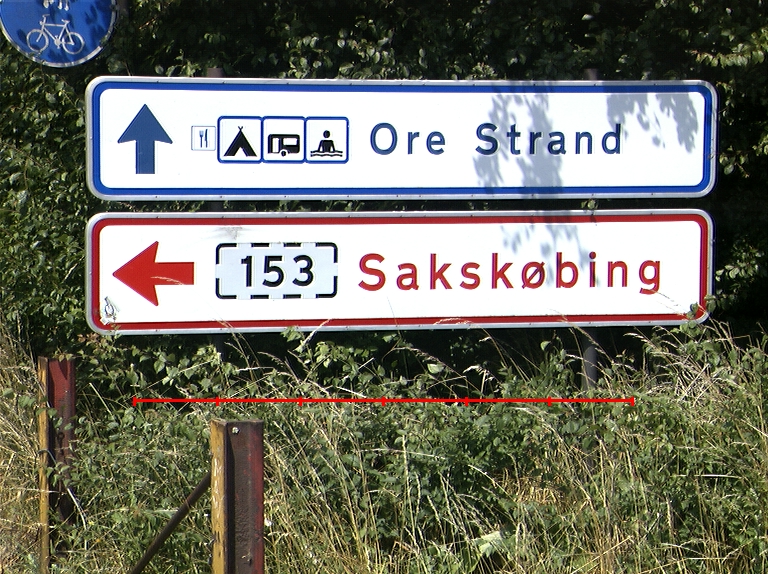 Ore Strand
153 Sakskøbing